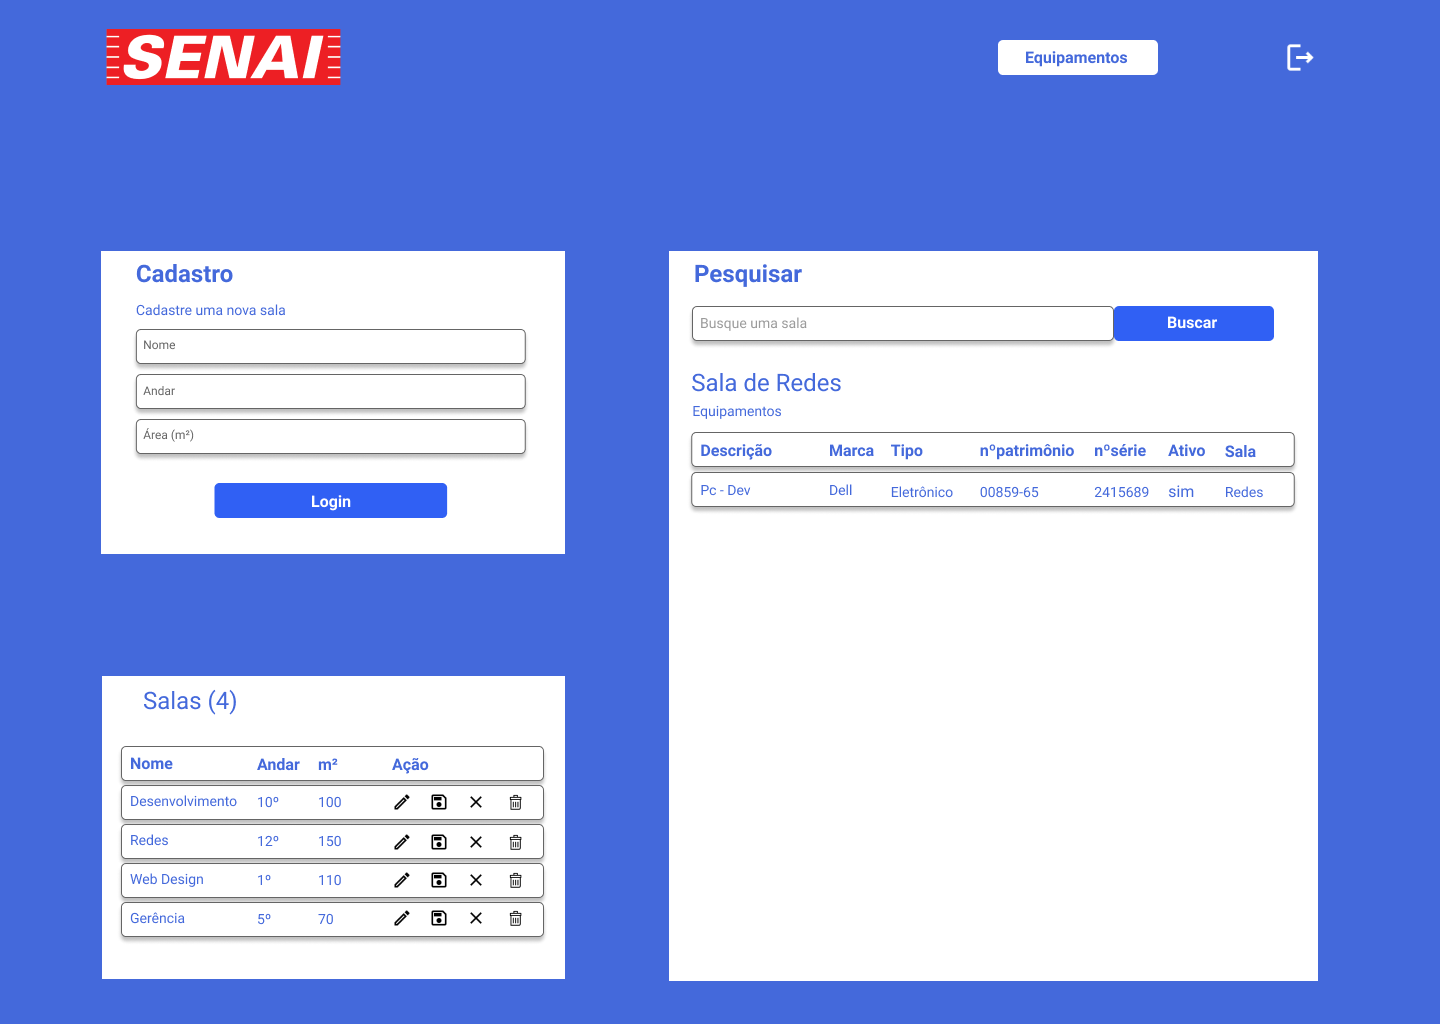 SENAI
Equipamentos
Cadastro
Cadastre uma nova sala
Nome
Andar
Área (m²)
Login
Salas (4)
Nome Andar m² Ação
Desenvolvimento 10º 100
Redes 12º 150
Web Design 1º 110
Gerência 5º 70
Pesquisar
Busque uma sala Buscar
Sala de Redes
Equipamentos
Descrição Marca Tipo nºpatrimônio nºsérie Ativo Sala
Pc - Dev Dell Eletrônico 00859-65 2415689 sim Redes